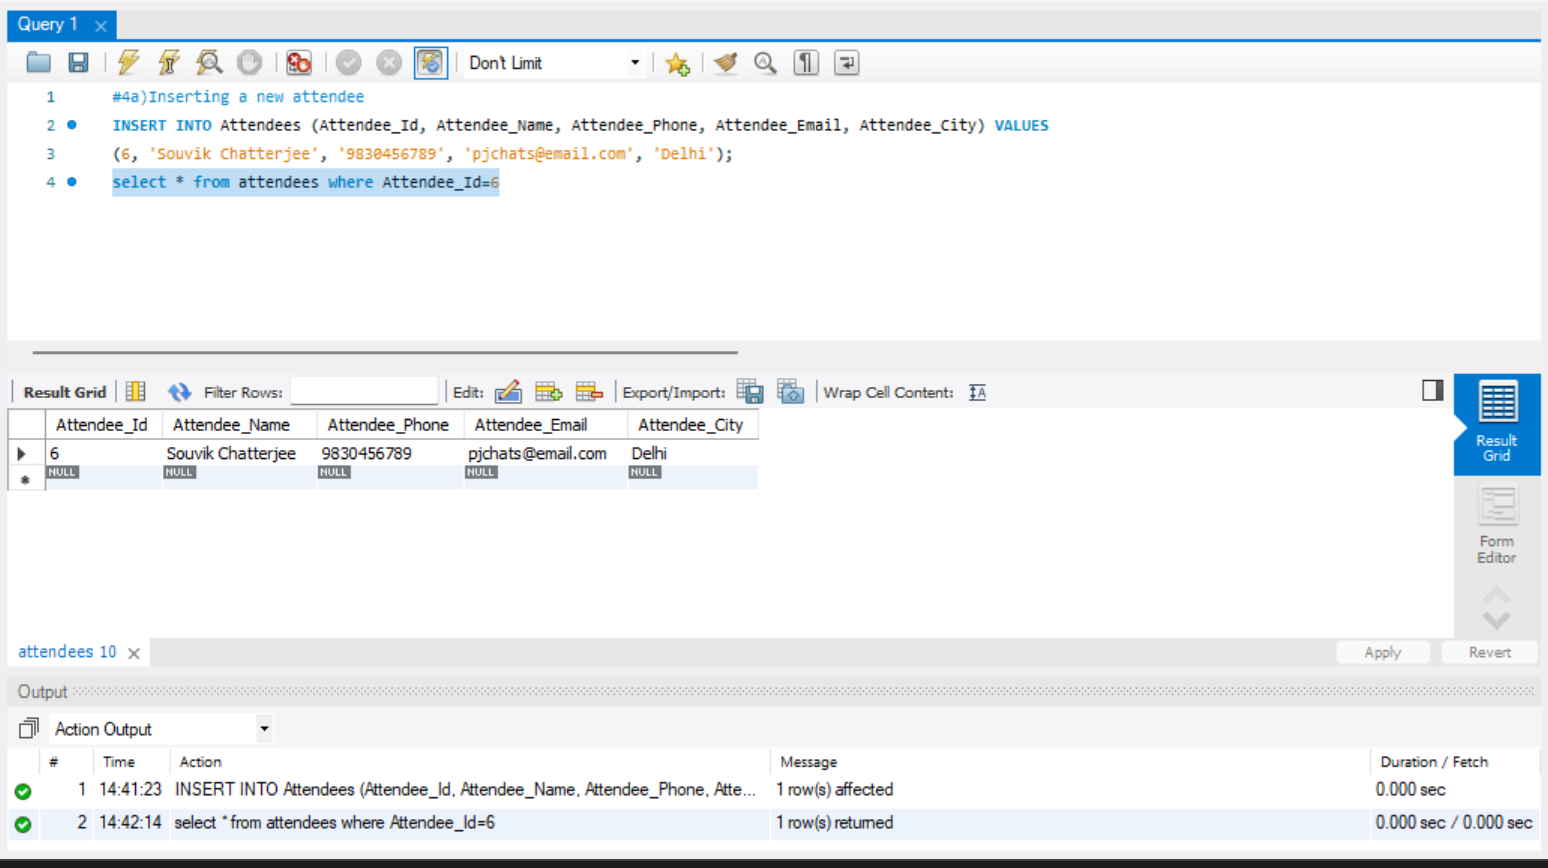 Query 1
Don't Limit
1 #4a)Inserting a new attendee
2 INSERT INTO Attendees (Attendee_Id, Attendee_Name, Attendee_Phone, Attendee_Email, Attendee_City) VALUES
3 (6, 'Souvik Chatterjee', '9830456789', 'pjchats@email.com', 'Delhi');
4 select * from attendees where Attendee_Id=6
Result Grid Filter Rows: Edit: Export/Import: Wrap Cell Content: IA
Attendee_Id Attendee_Name Attendee_Phone Attendee_Email Attendee_City
6 Souvik Chatterjee 9830456789 pjchats@email.com Delhi
NULL NULL NULL NULL NULL
Result
Grid
Form
Editor
attendees 10 Apply Revert
Output
Action Output
# Time Action Message Duration / Fetch
1 14:41:23 INSERT INTO Attendees (Attendee_Id, Attendee_Name, Attendee_Phone, Atte... 1 row(s) affected 0.000 sec
2 14:42:14 select * from attendees where Attendee_Id=6 1 row(s) returned 0.000 sec / 0.000 sec